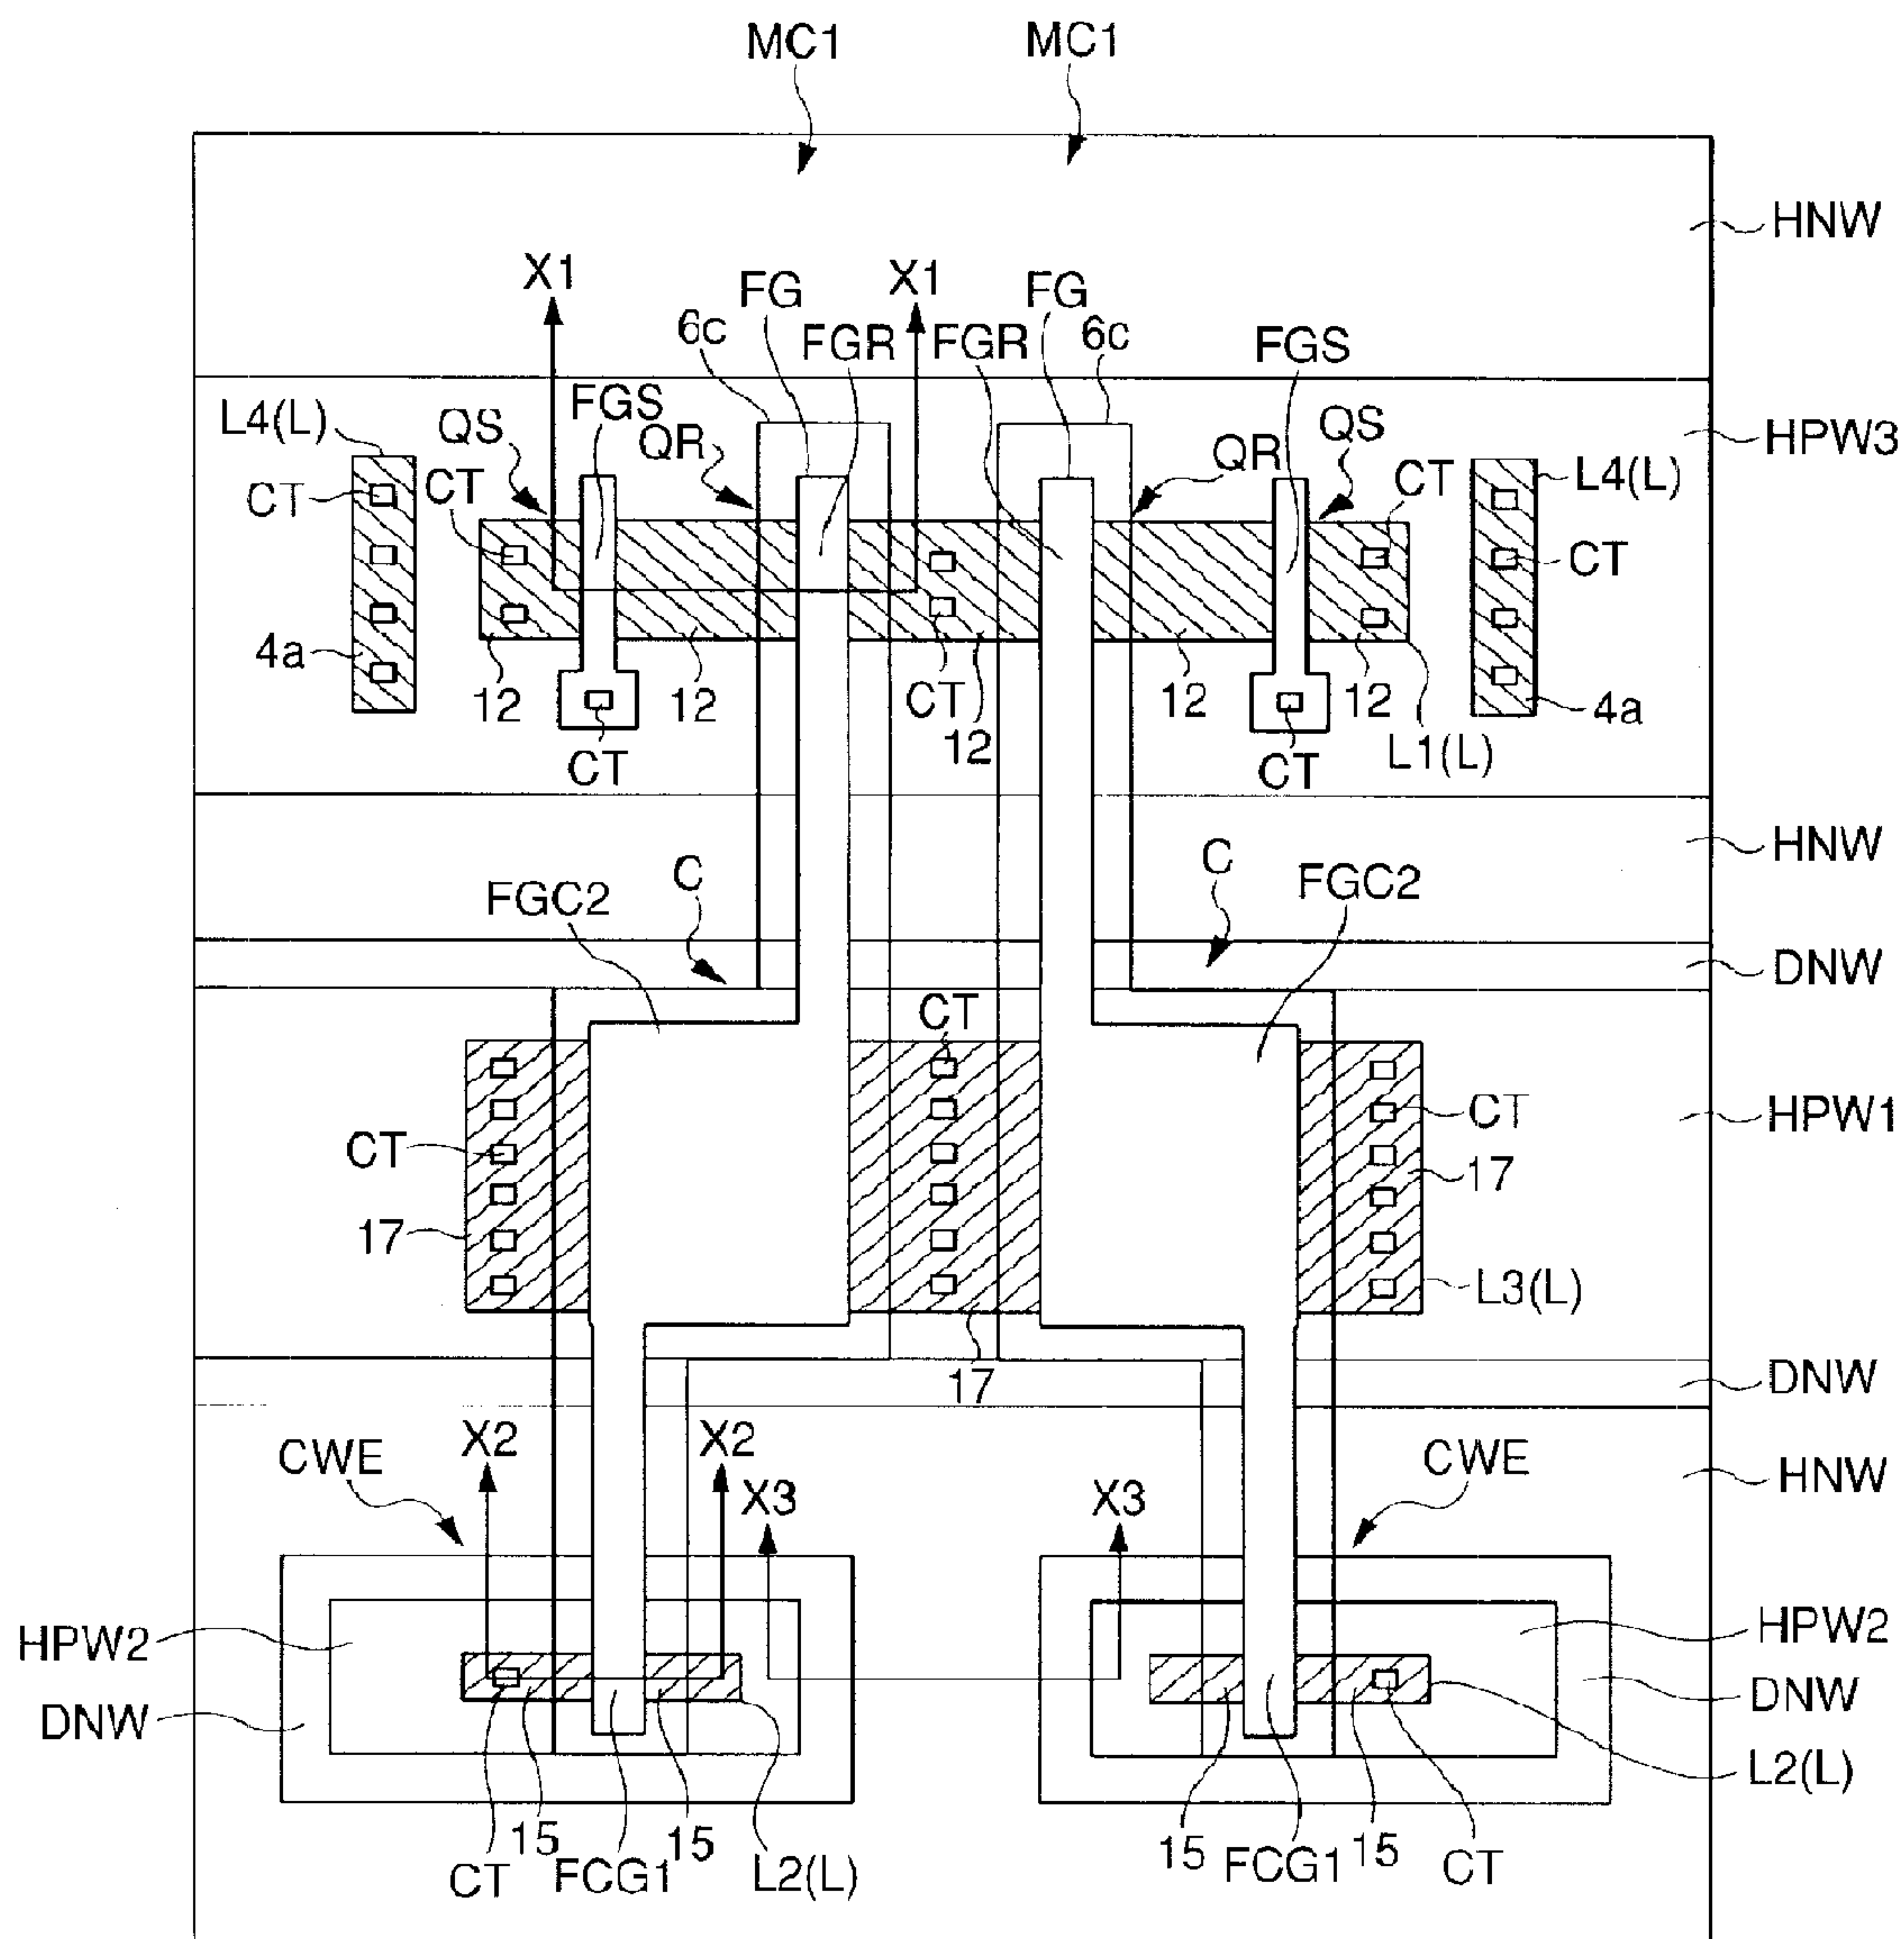 MC1 MC1
HNW
X1 FG X1 FG
6c FGR FGR 6c FGS
FGS
L4(L) QS QR QR QS HPW3
CT CT CT L4(L)
CT
4a 12 12 CT 12 12 12 4a
CT CT L1(L)
HNW
C C
FGC2 FGC2
DNW
CT
CT CT HPW1
17 17
L3(L)
17 DNW
CWE X2 X2 CWE HNW
X3 X3
HPW2 HPW2
DNW DNW
L2(L)
15 15 15 15
CT FCG1 L2(L) FCG1 CT